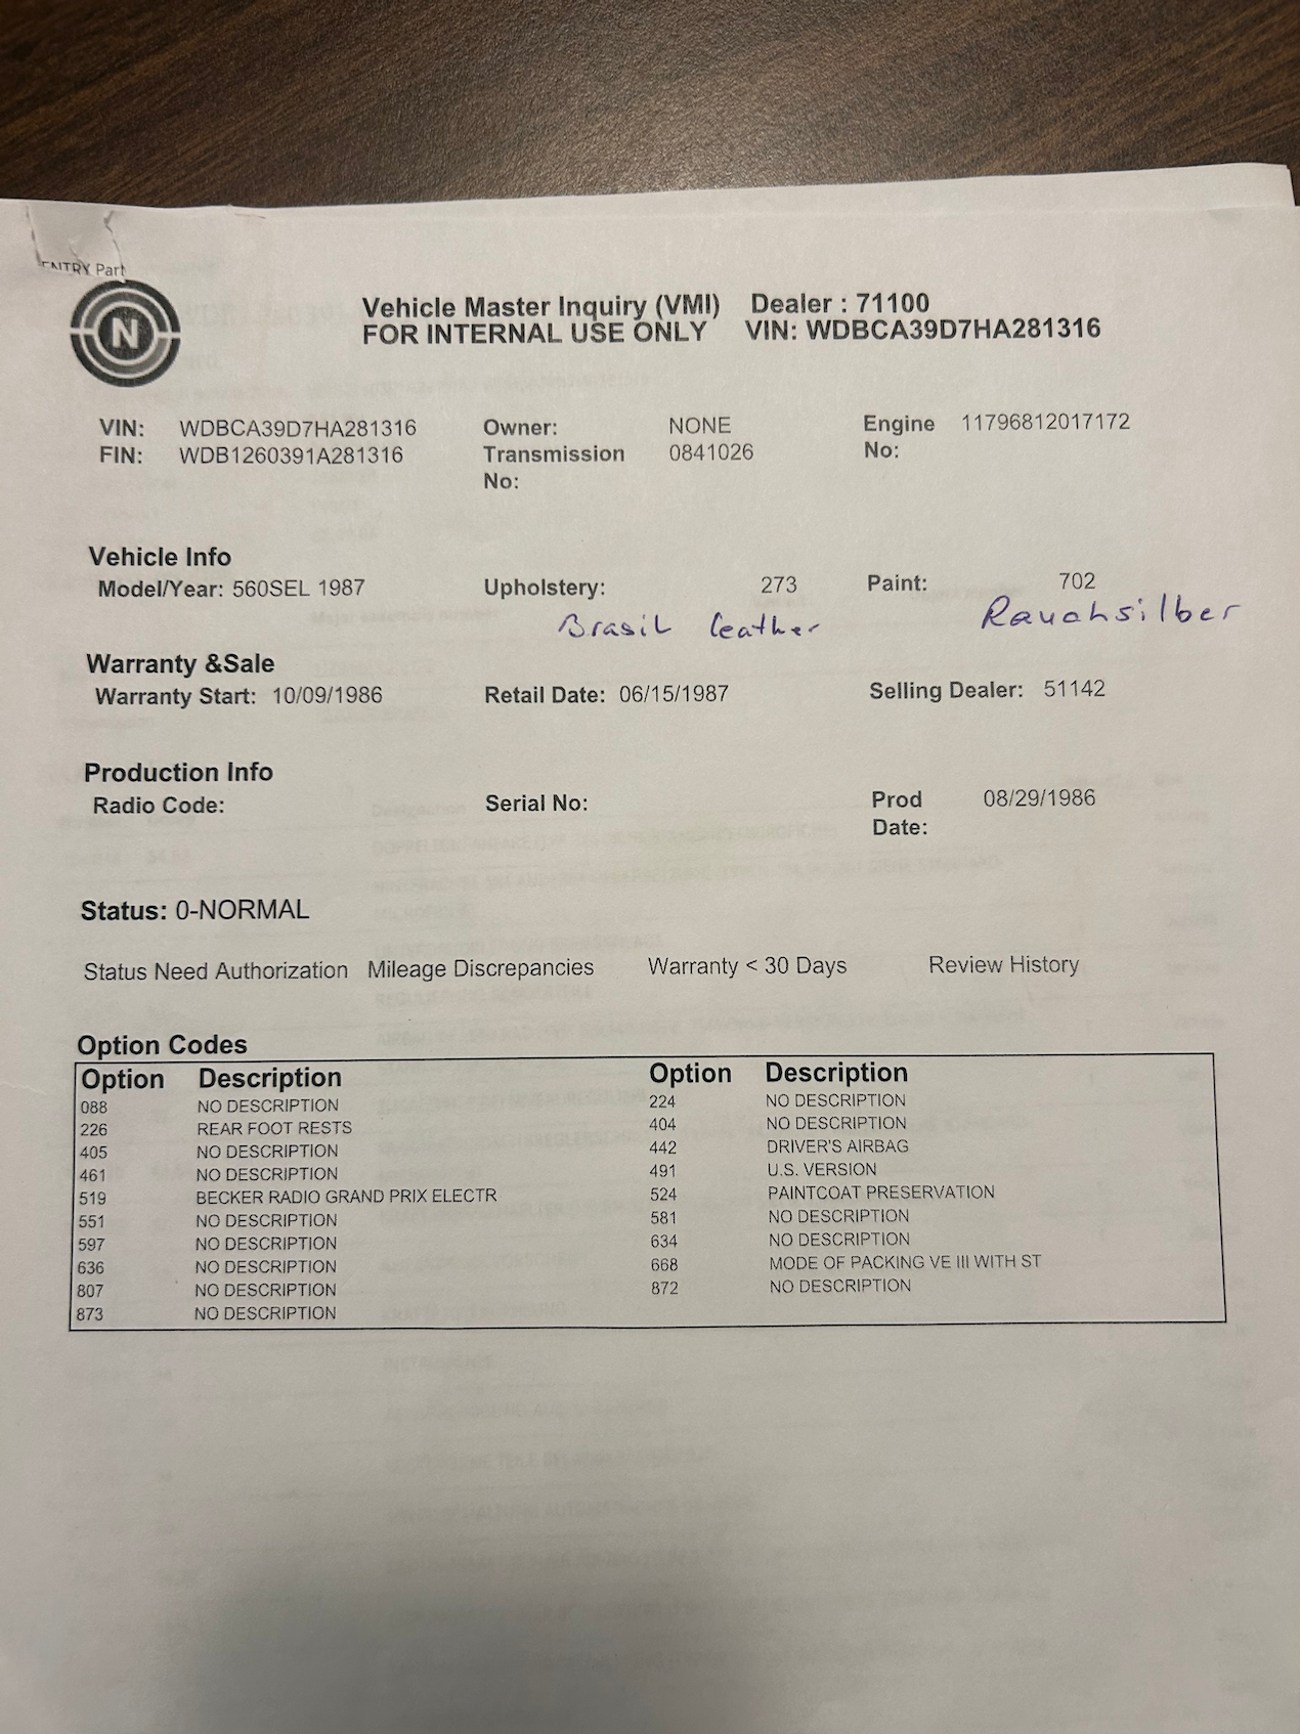 ENTRY Part
N
Vehicle Master Inquiry (VMI) Dealer : 71100
FOR INTERNAL USE ONLY VIN: WDBCA39D7HA281316
VIN: WDBCA39D7HA281316 Owner: NONE Engine No: 11796812017172
FIN: WDB1260391A281316 Transmission No: 0841026
Vehicle Info
Model/Year: 560SEL 1987 Upholstery: 273 Paint: 702
Brasil leather Rauchsilber
Warranty &Sale
Warranty Start: 10/09/1986 Retail Date: 06/15/1987 Selling Dealer: 51142
Production Info
Radio Code: Serial No: Prod Date: 08/29/1986
Status: 0-NORMAL
Status Need Authorization Mileage Discrepancies Warranty < 30 Days Review History
Option Codes
Option Description Option Description
088 NO DESCRIPTION 224 NO DESCRIPTION
226 REAR FOOT RESTS 404 NO DESCRIPTION
405 NO DESCRIPTION 442 DRIVER'S AIRBAG
461 NO DESCRIPTION 491 U.S. VERSION
519 BECKER RADIO GRAND PRIX ELECTR 524 PAINTCOAT PRESERVATION
551 NO DESCRIPTION 581 NO DESCRIPTION
597 NO DESCRIPTION 634 NO DESCRIPTION
636 NO DESCRIPTION 668 MODE OF PACKING VE III WITH ST
807 NO DESCRIPTION 872 NO DESCRIPTION
873 NO DESCRIPTION